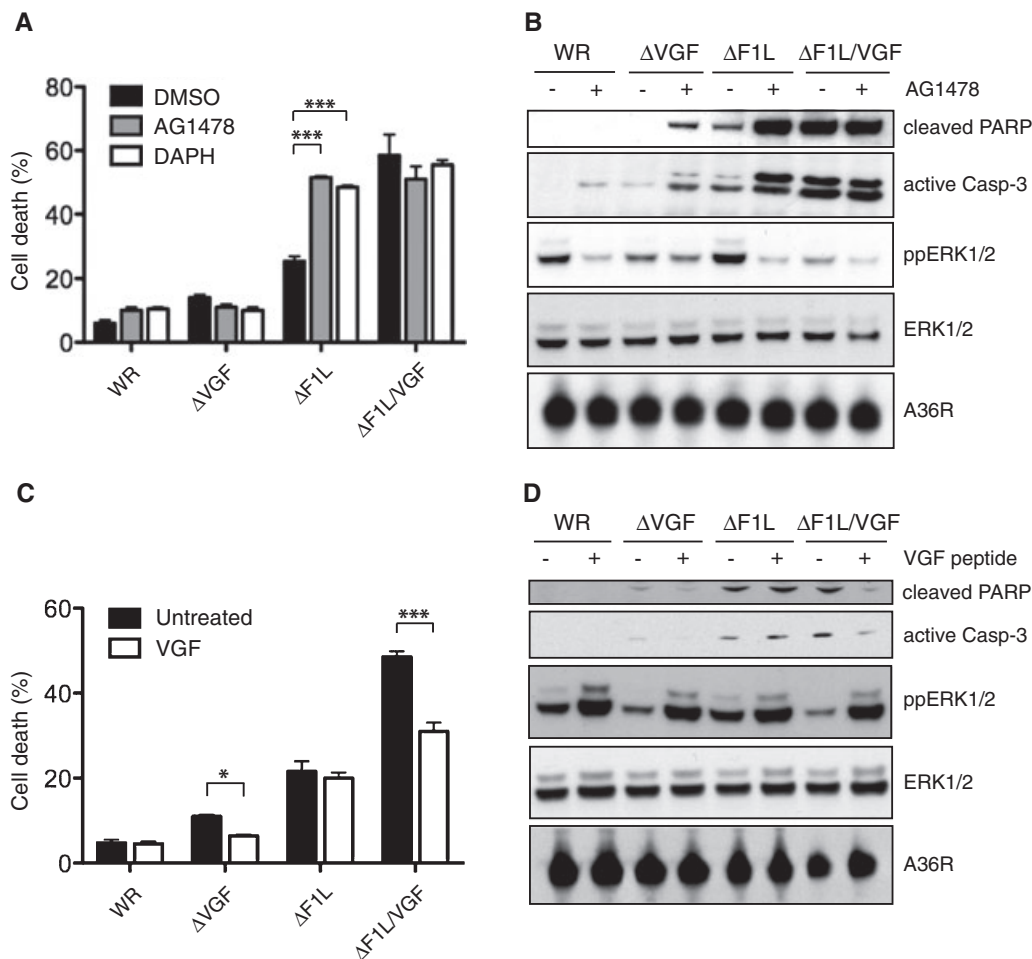 A
80
60
40
20
0
Cell death (%)
DMSO
AG1478
DAPH
***
***
WR
ΔVGF
ΔF1L
ΔF1L/VGF
B
WR ΔVGF ΔF1L ΔF1L/VGF
- + - + - + - + AG1478
cleaved PARP
active Casp-3
ppERK1/2
ERK1/2
A36R
C
60
40
20
0
Cell death (%)
Untreated
VGF
*
***
WR
ΔVGF
ΔF1L
ΔF1L/VGF
D
WR ΔVGF ΔF1L ΔF1L/VGF
- + - + - + - + VGF peptide
cleaved PARP
active Casp-3
ppERK1/2
ERK1/2
A36R